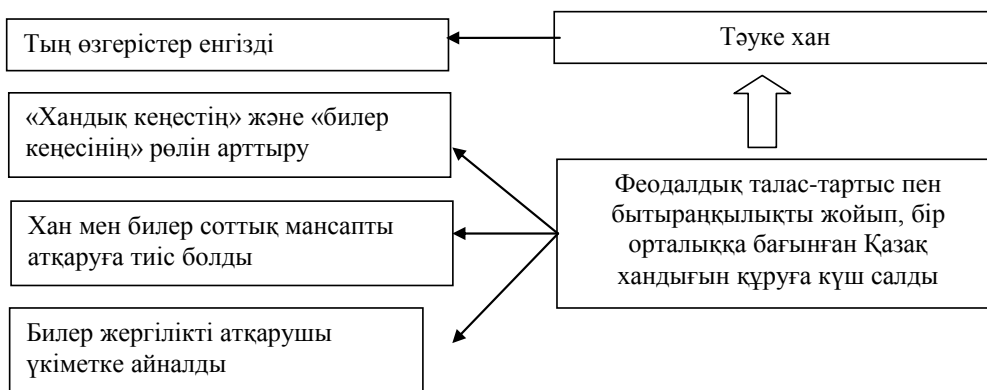 Тың өзгерістер енгізді
Тәуке хан
«Хандық кеңестің» және «билер
кеңесінің» рөлін арттыру
Хан мен билер соттық мансапты
атқаруға тиіс болды
Билер жергілікті атқарушы
үкіметке айналды
Феодалдық талас-тартыс пен
бытыраңқылықты жойып, бір
орталыққа бағынған Қазақ
хандығын құруға күш салды